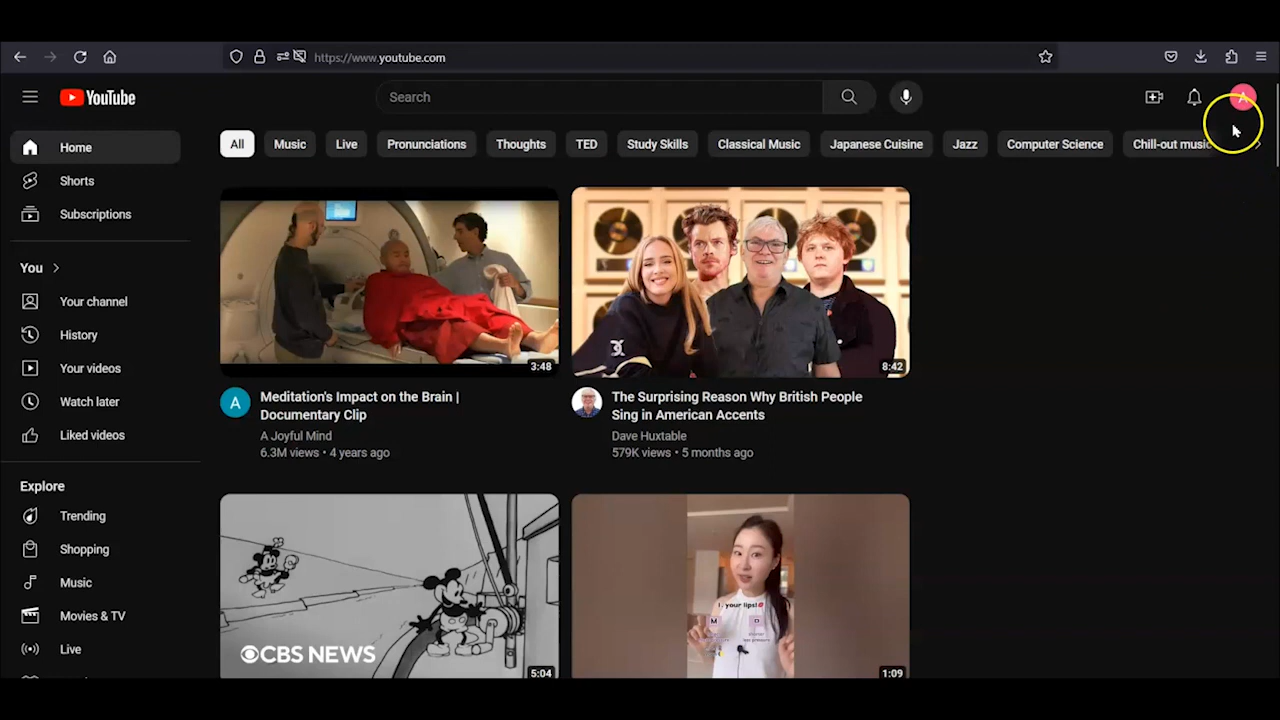 https://www.youtube.com
YouTube
Search
A
Home
All
Music
Live
Pronunciations
Thoughts
TED
Study Skills
Classical Music
Japanese Cuisine
Jazz
Computer Science
Chill-out music
Shorts
Subscriptions
You
Your channel
History
Your videos
Watch later
Liked videos
Explore
Trending
Shopping
Music
Movies & TV
Live
3:48
8:42
A
Meditation's Impact on the Brain |
Documentary Clip
A Joyful Mind
6.3M views • 4 years ago
The Surprising Reason Why British People
Sing in American Accents
Dave Huxtable
579K views • 5 months ago
CBS NEWS
5:04
your lips!
M
1:09